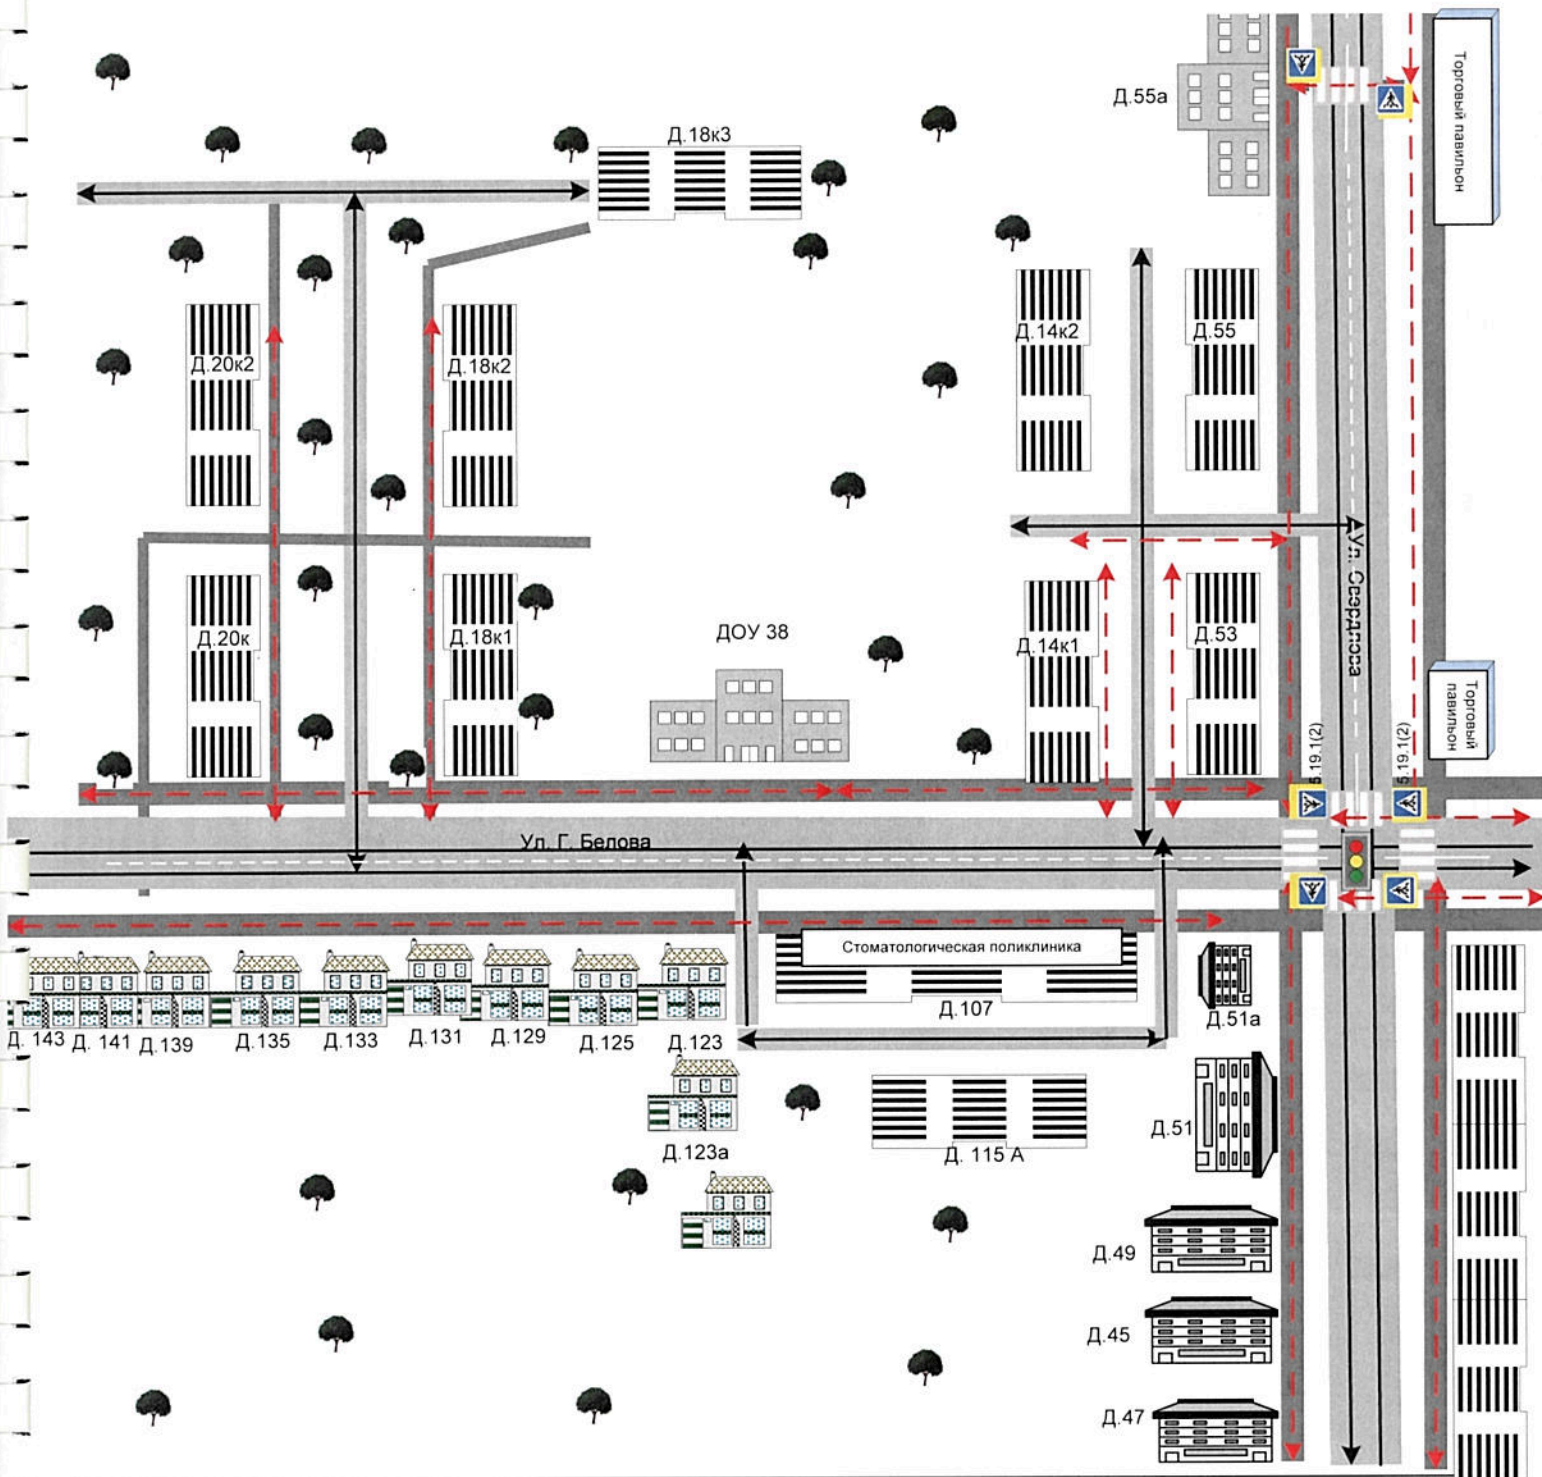 Торговый павильон
Д.55а
Д.18к3
Д.14к2
Д.55
Д.20к2
Д.18к2
Ул. Свердлова
ДОУ 38
Д.20к
Д.18к1
Д.14к1
Д.53
Торговый
павильон
5.19.1(2)
5.19.1(2)
Ул. Г. Белова
Стоматологическая поликлиника
Д.107
Д.51а
Д. 143
Д. 141
Д.139
Д.135
Д.133
Д.131
Д.129
Д.125
Д.123
Д.51
Д.123а
Д. 115 А
Д.49
Д.45
Д.47